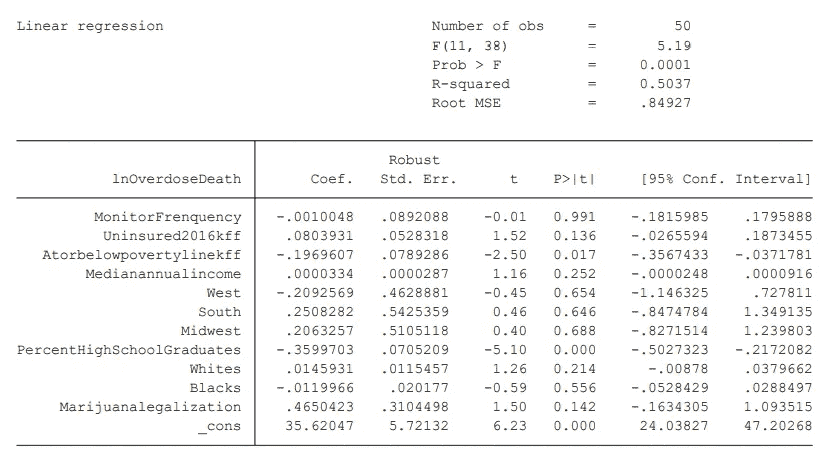 Linear regression Number of obs = 50
F(11, 38) = 5.19
Prob > F = 0.0001
R-squared = 0.5037
Root MSE = .84927
Robust
lnOverdoseDeath Coef. Std. Err. t P>|t| [95% Conf. Interval]
MonitorFrenquency -.0010048 .0892088 -0.01 0.991 -.1815985 .1795888
Uninsured2016kff .0803931 .0528318 1.52 0.136 -.0265594 .1873455
Atorbelowpovertylinekff -.1969607 .0789286 -2.50 0.017 -.3567433 -.0371781
Medianannualincome .0000334 .0000287 1.16 0.252 -.0000248 .0000916
West -.2092569 .4628881 -0.45 0.654 -1.146325 .727811
South .2508282 .5425359 0.46 0.646 -.8474784 1.349135
Midwest .2063257 .5105118 0.40 0.688 -.8271514 1.239803
PercentHighSchoolGraduates -.3599703 .0705209 -5.10 0.000 -.5027323 -.2172082
Whites .0145931 .0115457 1.26 0.214 -.00878 .0379662
Blacks -.0119966 .020177 -0.59 0.556 -.0528429 .0288497
Marijuanalegalization .4650423 .3104498 1.50 0.142 -.1634305 1.093515
_cons 35.62047 5.72132 6.23 0.000 24.03827 47.20268